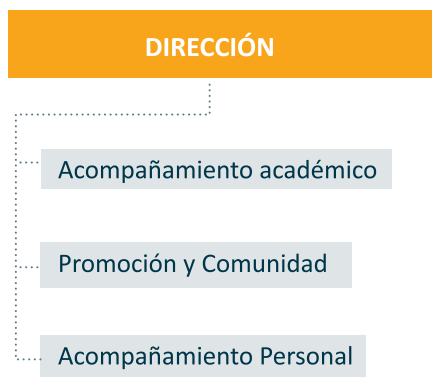 DIRECCIÓN
Acompañamiento académico
Promoción y Comunidad
Acompañamiento Personal